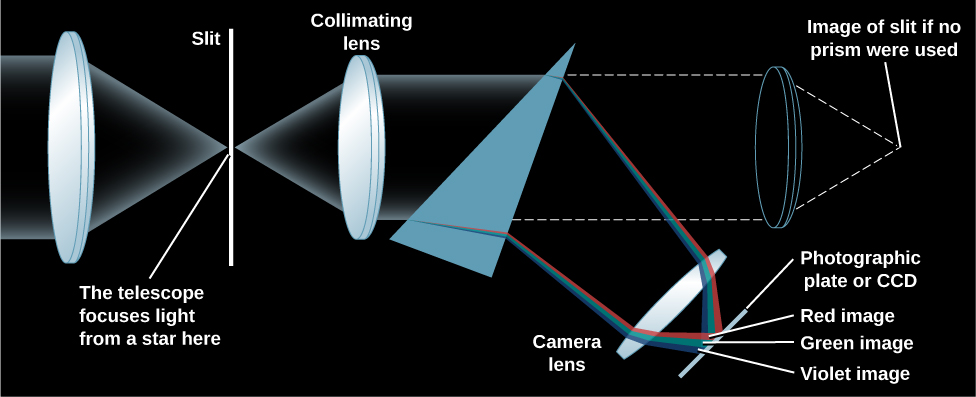 Collimating
lens
Slit
Image of slit if no
prism were used
The telescope
focuses light
from a star here
Camera
lens
Photographic
plate or CCD
Red image
Green image
Violet image